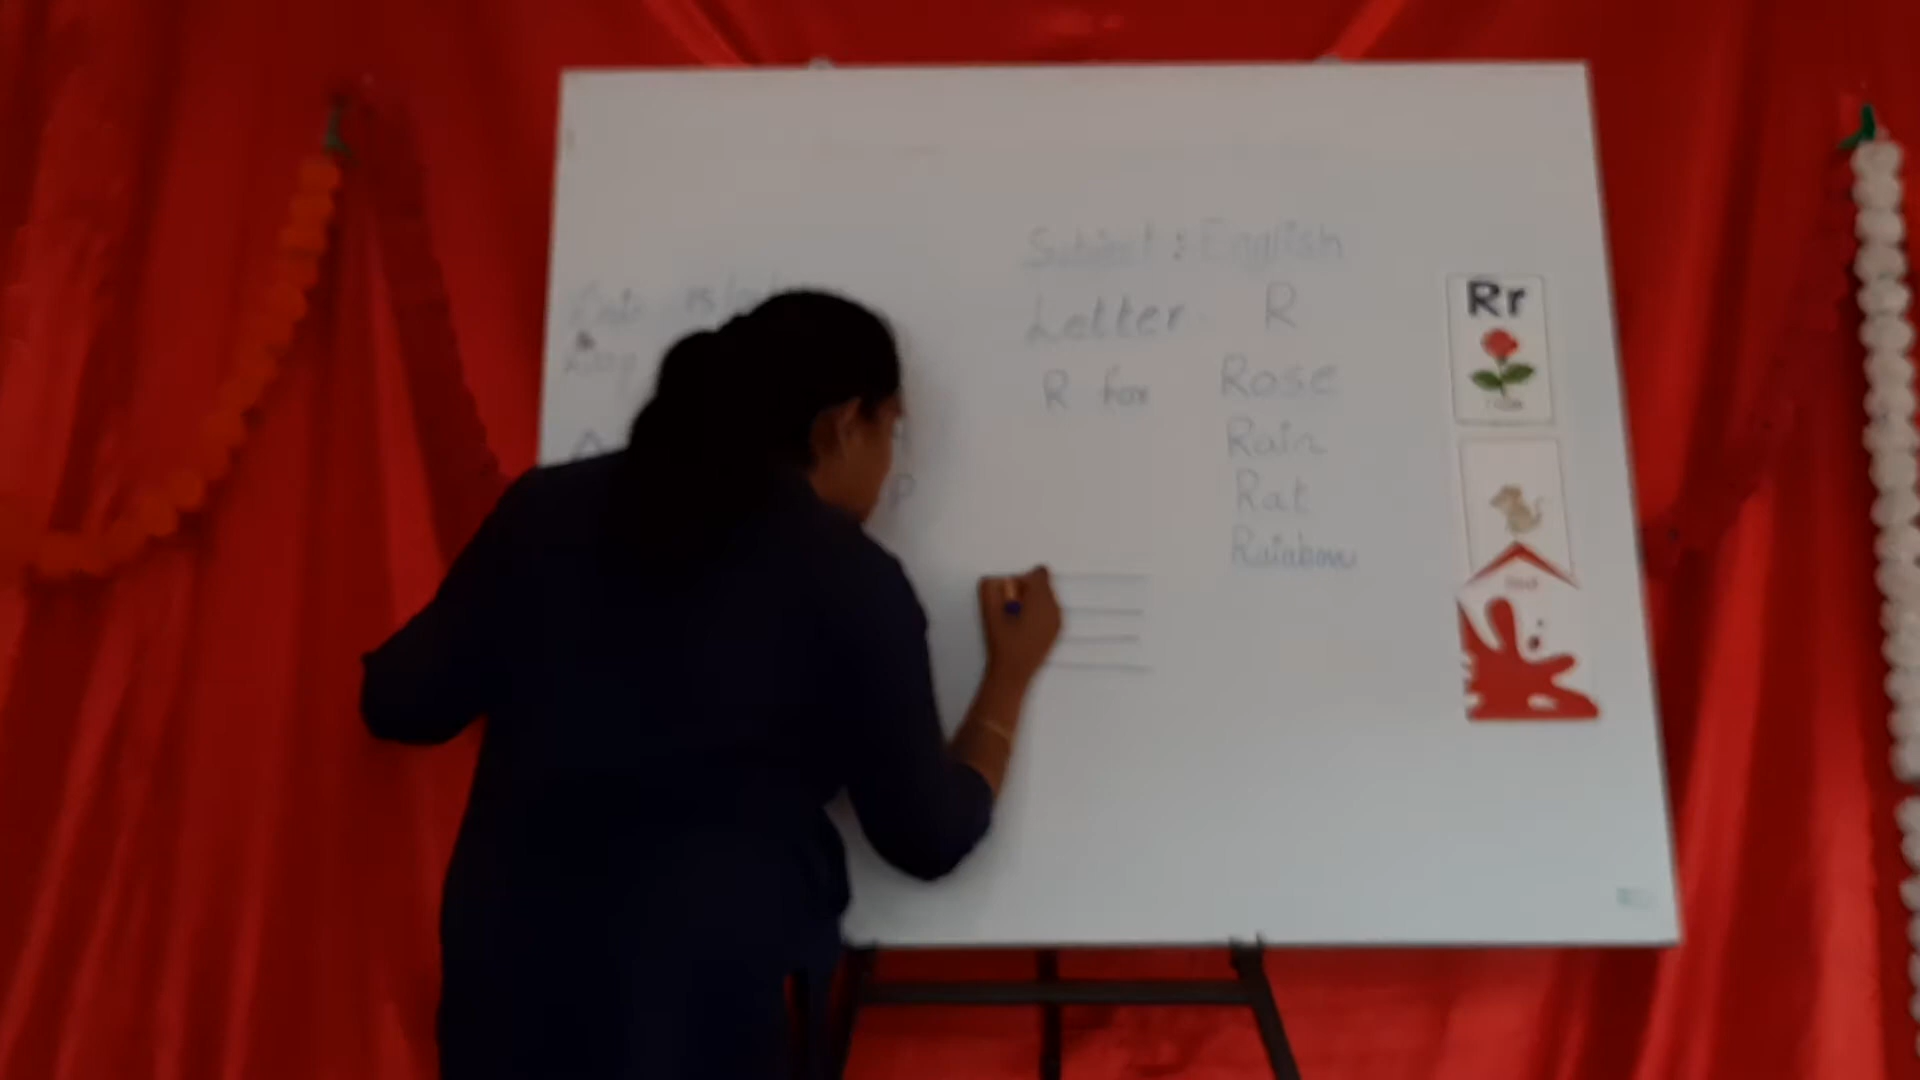 Subject : English
Letter R
R for Rose
Rain
Rat
Rainbow
Rr
P